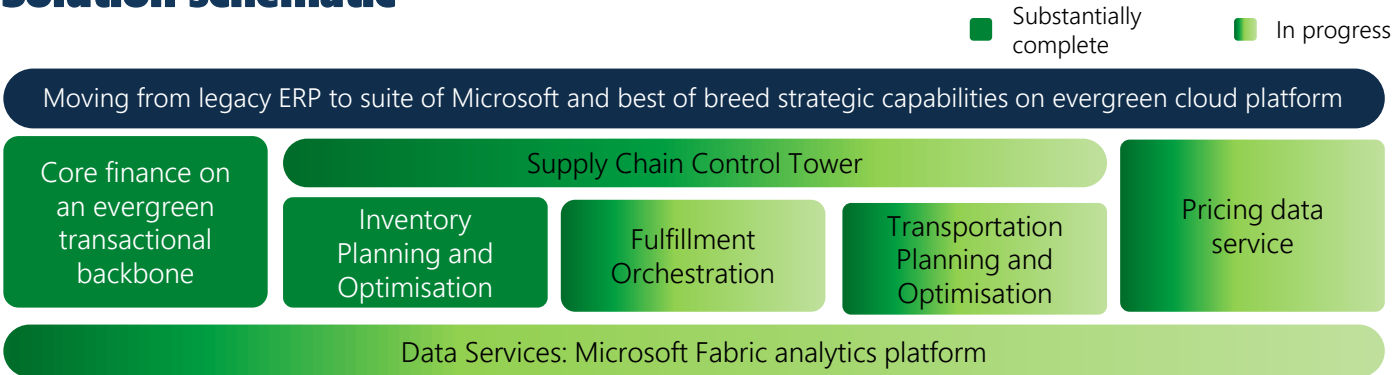 Solution schematic
Substantially
complete
In progress
Moving from legacy ERP to suite of Microsoft and best of breed strategic capabilities on evergreen cloud platform
Core finance on
an evergreen
transactional
backbone
Supply Chain Control Tower
Inventory
Planning and
Optimisation
Fulfillment
Orchestration
Transportation
Planning and
Optimisation
Pricing data
service
Data Services: Microsoft Fabric analytics platform